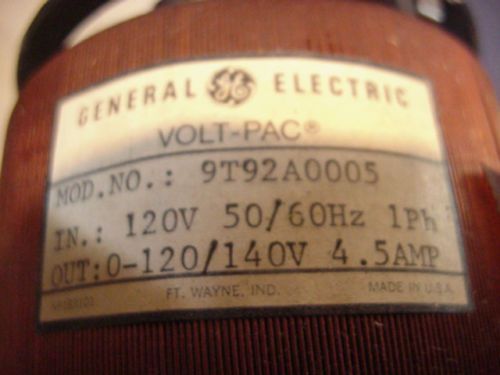 GENERAL GE ELECTRIC
VOLT-PAC®
MOD.NO.: 9T92A0005
IN.: 120V 50/60Hz 1Ph
OUT:0-120/140V 4.5AMP
FT. WAYNE, IND. MADE IN U.S.A.